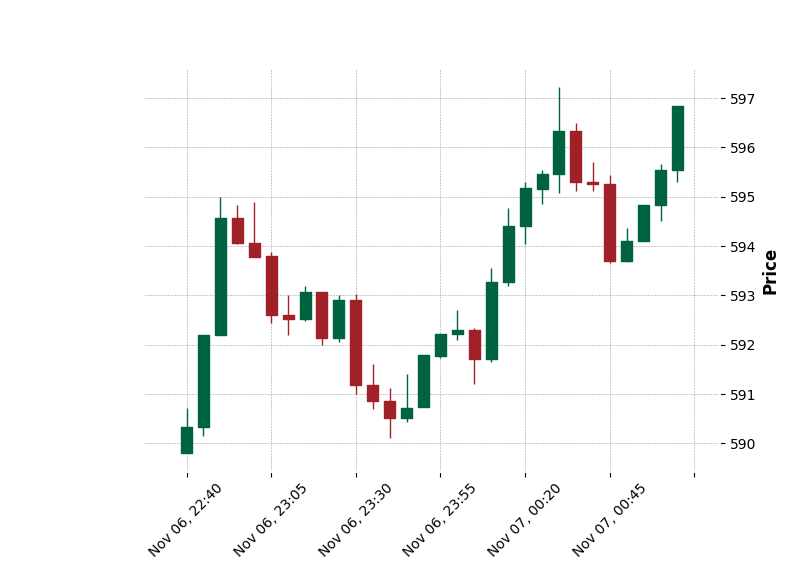 597
596
595
594
593
592
591
590
Price
Nov 06, 22:40
Nov 06, 23:05
Nov 06, 23:30
Nov 06, 23:55
Nov 07, 00:20
Nov 07, 00:45